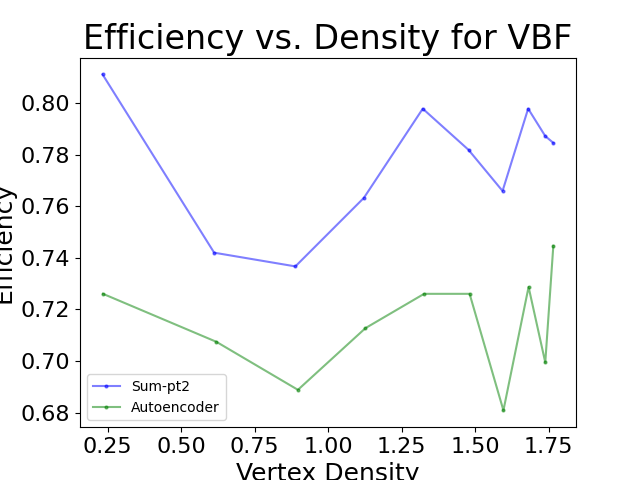 Efficiency vs. Density for VBF
Efficiency
0.80
0.78
0.76
0.74
0.72
0.70
0.68
Sum-pt2
Autoencoder
0.25 0.50 0.75 1.00 1.25 1.50 1.75
Vertex Density